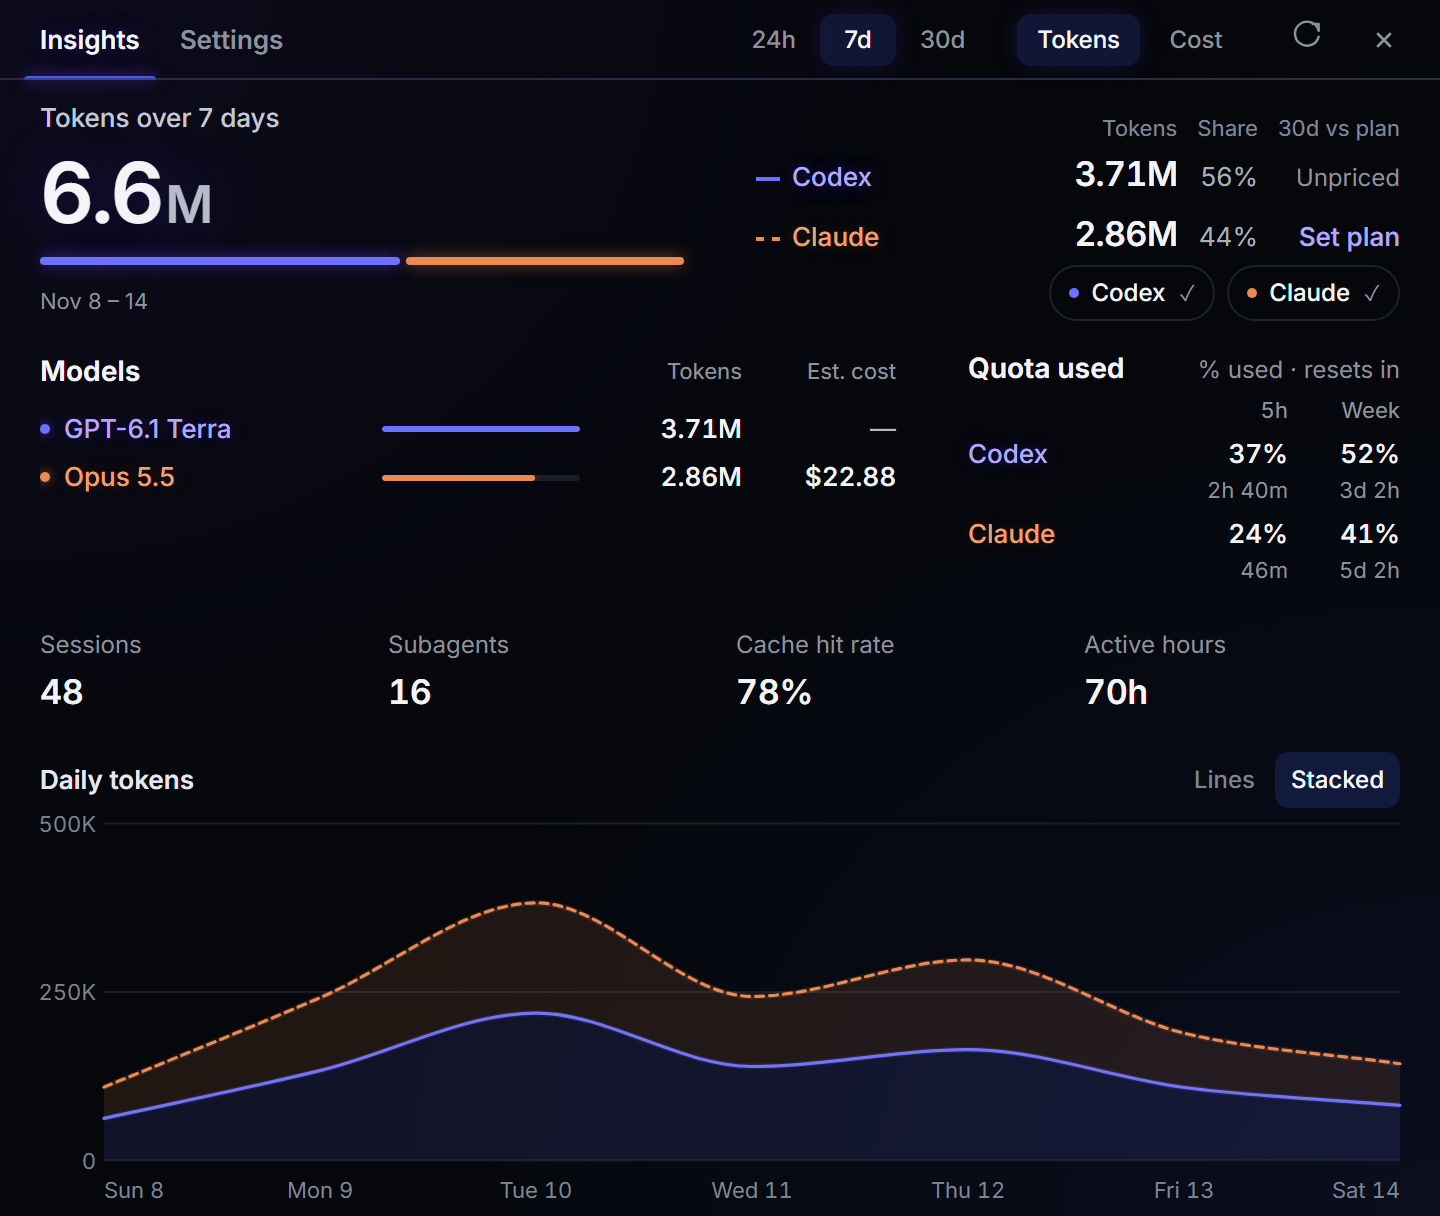 Insights Settings 24h 7d 30d Tokens Cost
Tokens over 7 days
6.6M
Nov 8 – 14
Tokens Share 30d vs plan
Codex 3.71M 56% Unpriced
Claude 2.86M 44% Set plan
Codex ✓ Claude ✓
Models Tokens Est. cost
GPT-6.1 Terra 3.71M —
Opus 5.5 2.86M $22.88
Quota used % used · resets in
5h Week
Codex 37% 52%
2h 40m 3d 2h
Claude 24% 41%
46m 5d 2h
Sessions Subagents Cache hit rate Active hours
48 16 78% 70h
Daily tokens Lines Stacked
500K
250K
0
Sun 8 Mon 9 Tue 10 Wed 11 Thu 12 Fri 13 Sat 14